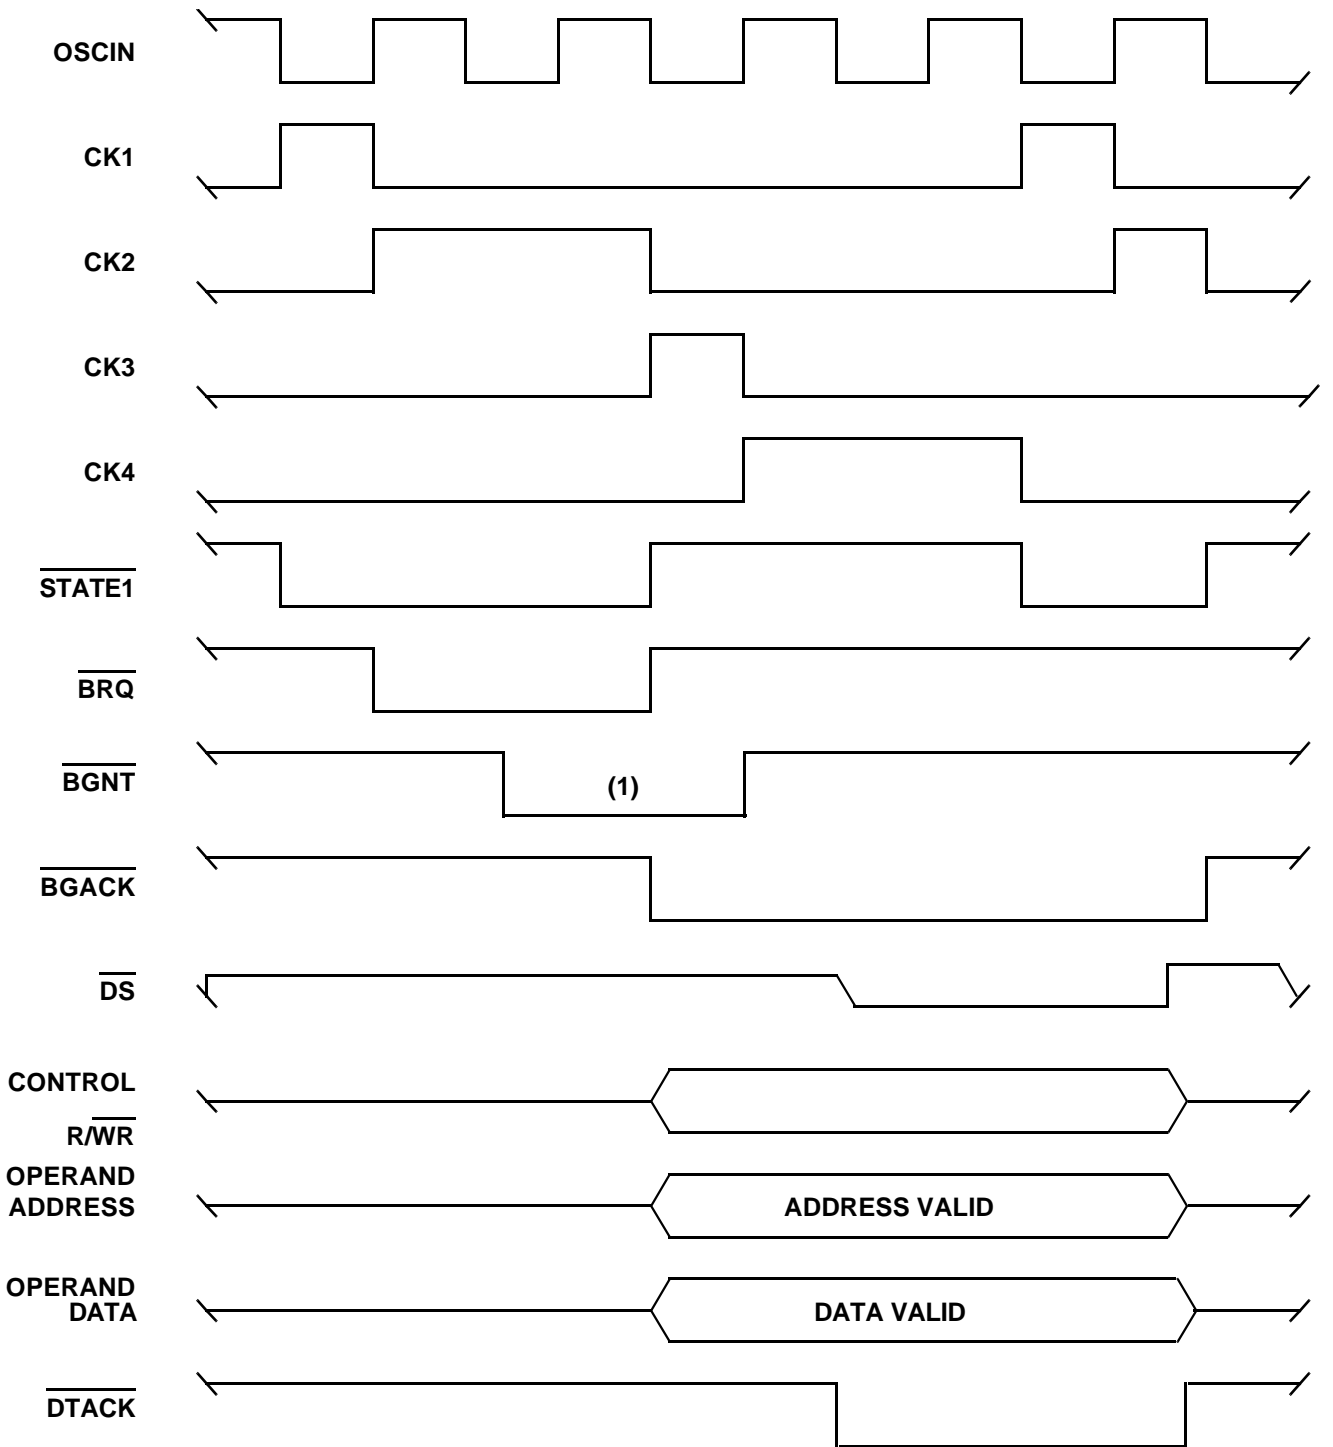 OSCIN
CK1
CK2
CK3
CK4
STATE1
BRQ
BGNT
(1)
BGACK
DS
CONTROL
R/WR
OPERAND
ADDRESS
ADDRESS VALID
OPERAND
DATA
DATA VALID
DTACK